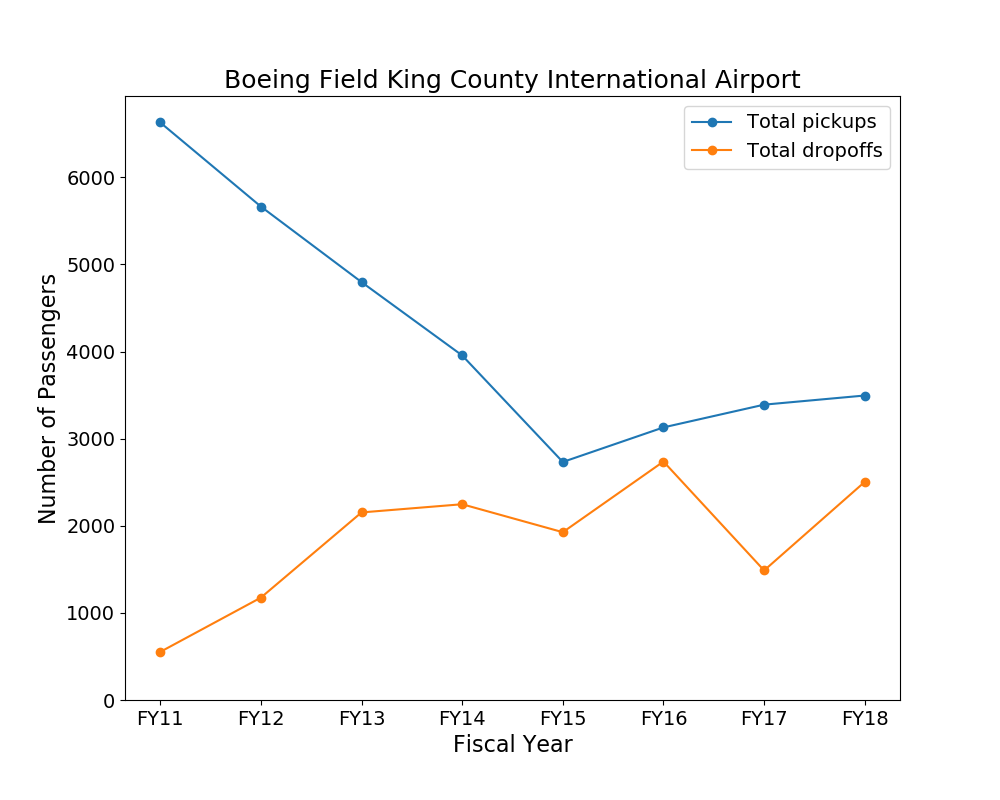 Boeing Field King County International Airport
Total pickups
Total dropoffs
Number of Passengers
6000
5000
4000
3000
2000
1000
0
FY11 FY12 FY13 FY14 FY15 FY16 FY17 FY18
Fiscal Year